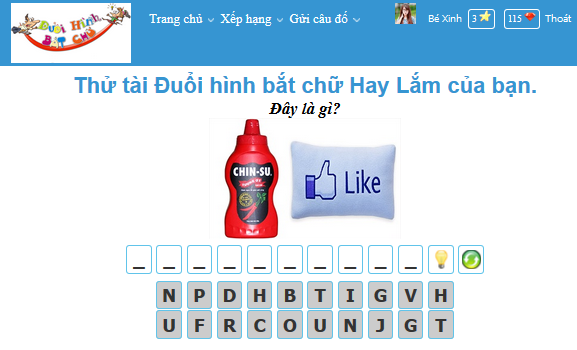 Đuổi Hình
BẮT CHỮ
Trang chủ Xếp hạng Gửi câu đố Bé Xinh 3 115 Thoát
Thử tài Đuổi hình bắt chữ Hay Lắm của bạn.
Đây là gì?
CHIN-SU
Like
_ _ _ _ _ _ _ _ _ _
N P D H B T I G V H
U F R C O U N J G T